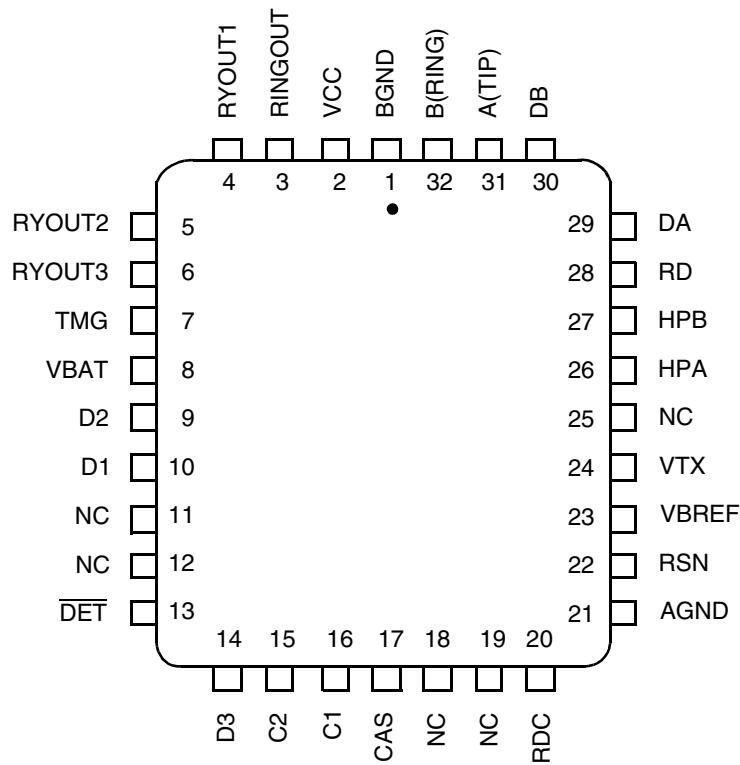 RYOUT1 RINGOUT VCC BGND B(RING) A(TIP) DB
4 3 2 1 32 31 30
RYOUT2 5 29 DA
RYOUT3 6 28 RD
TMG 7 27 HPB
VBAT 8 26 HPA
D2 9 25 NC
D1 10 24 VTX
NC 11 23 VBREF
NC 12 22 RSN
D̅E̅T̅ 13 21 AGND
14 15 16 17 18 19 20
D3 C2 C1 CAS NC NC RDC